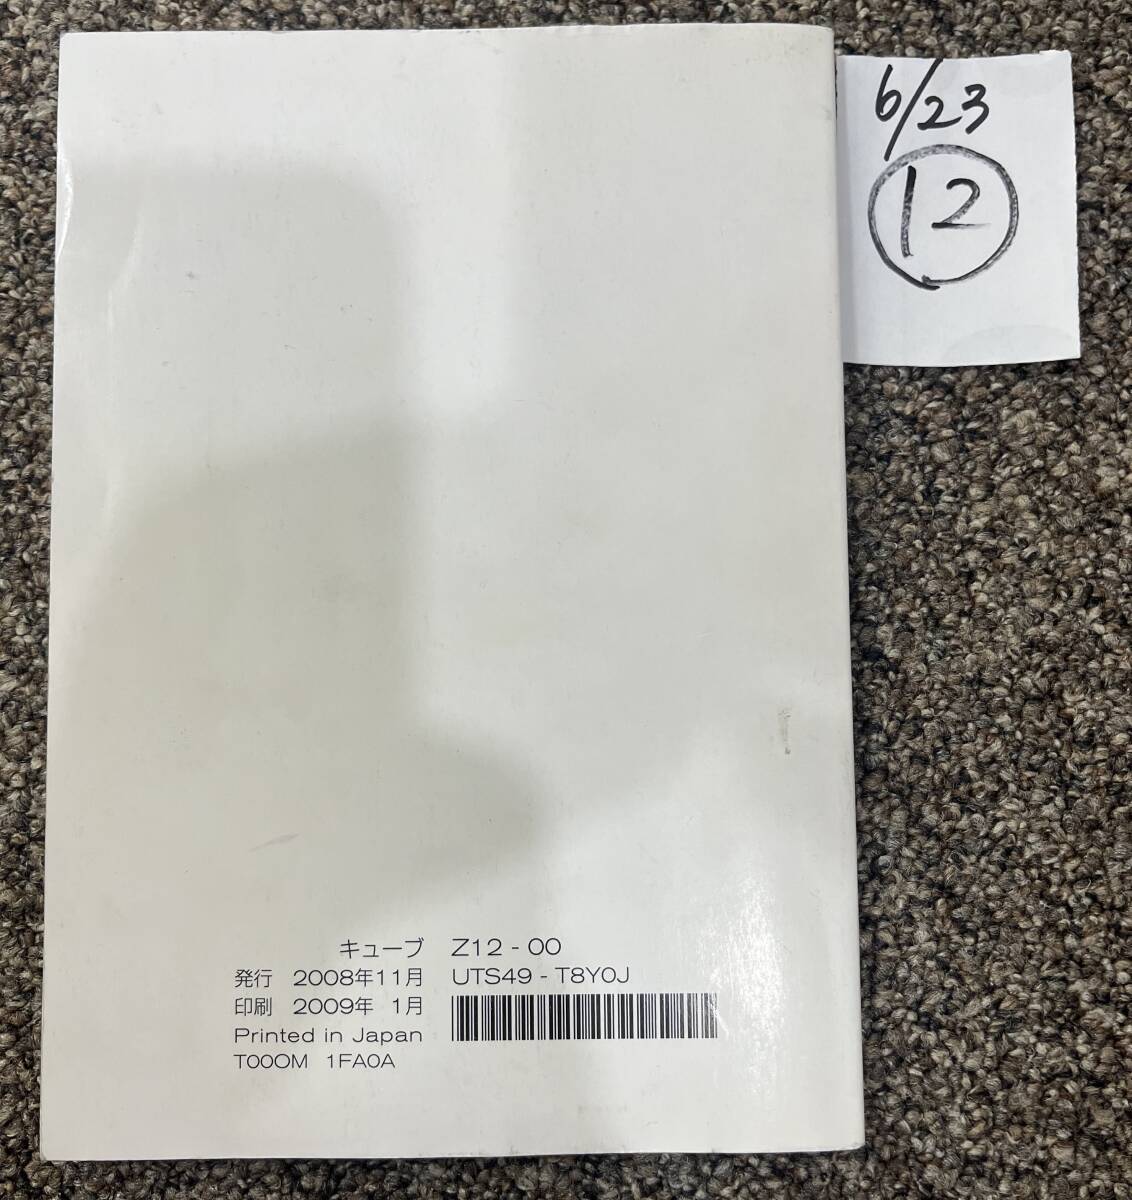 6/23
12
キューブ Z12-00
発行 2008年11月 UTS49-T8Y0J
印刷 2009年 1月
Printed in Japan
T00OM 1FA0A